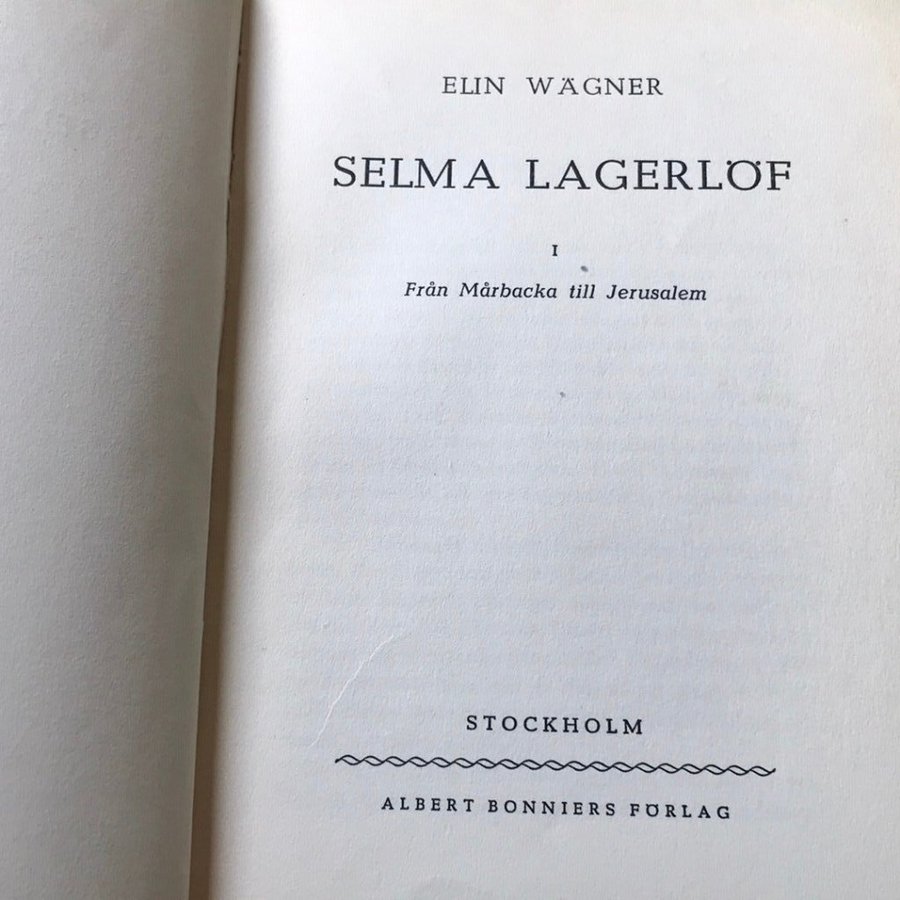 ELIN WÄGNER
SELMA LAGERLÖF
I
Från Mårbacka till Jerusalem
STOCKHOLM
ALBERT BONNIERS FÖRLAG